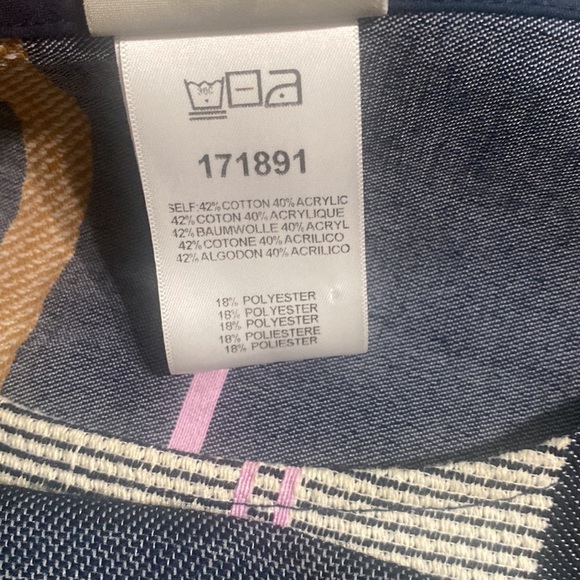 30C
171891
SELF:42% COTTON 40% ACRYLIC
42% COTON 40% ACRYLIQUE
42% BAUMWOLLE 40% ACRYL
42% COTONE 40% ACRILICO
42% ALGODON 40% ACRILICO
18% POLYESTER
18% POLYESTER
18% POLYESTER
18% POLIESTERE
18% POLIESTER